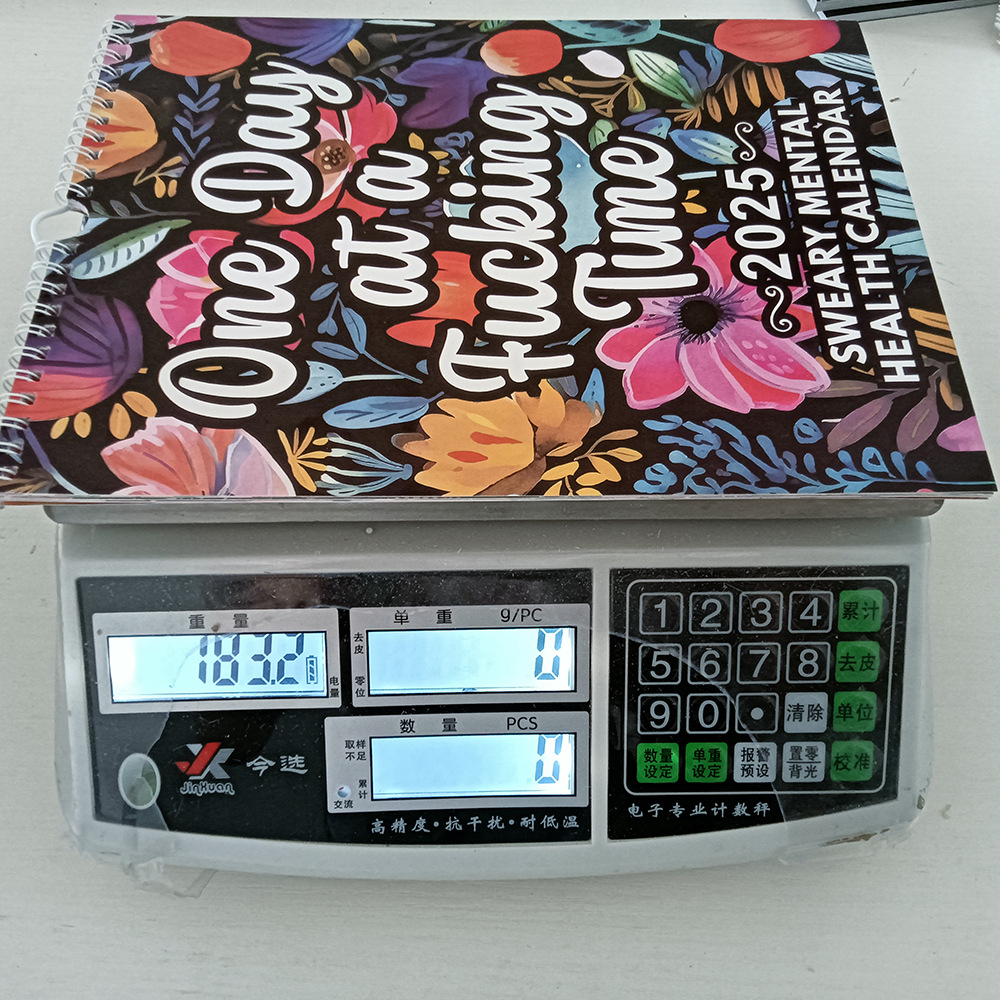 One Day
at a
Fucking
Time
2025
SWEARY MENTAL
HEALTH CALENDAR
重量
183.2
电量
单重 g/PC
去皮
零位
0
数量 PCS
取样不足
累计
交流
0
JinXuan
今选
高精度·抗干扰·耐低温
1 2 3 4 累计
5 6 7 8 去皮
9 0 • 清除 单位
数量设定 单重设定 报警预设 置零背光 校准
电子专业计数秤